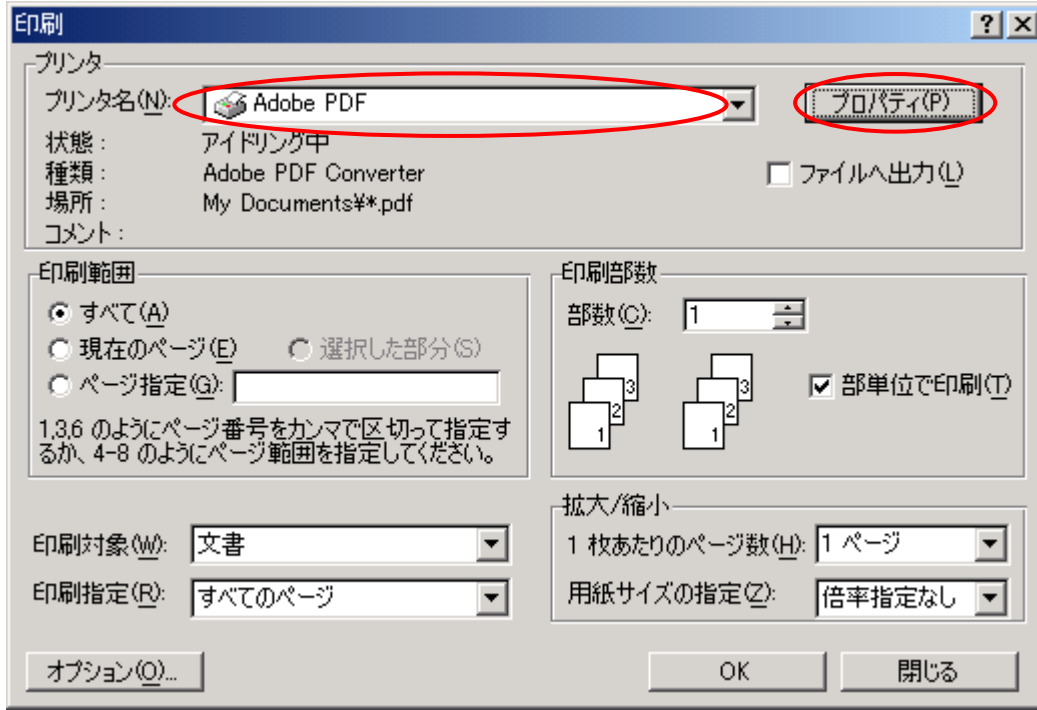 印刷
プリンタ
プリンタ名(N): Adobe PDF プロパティ(P)
状態 : アイドリング中
種類 : Adobe PDF Converter ファイルへ出力(L)
場所 : My Documents¥*.pdf
コメント :
印刷範囲
すべて(A)
現在のページ(E) 選択した部分(S)
ページ指定(G):
1,3,6 のようにページ番号をカンマで区切って指定す
るか、4-8 のようにページ範囲を指定してください。
印刷部数
部数(C): 1
1 2 3 1 2 3
部単位で印刷(T)
印刷対象(W): 文書
印刷指定(R): すべてのページ
拡大/縮小
1 枚あたりのページ数(H): 1 ページ
用紙サイズの指定(Z): 倍率指定なし
オプション(O)... OK 閉じる